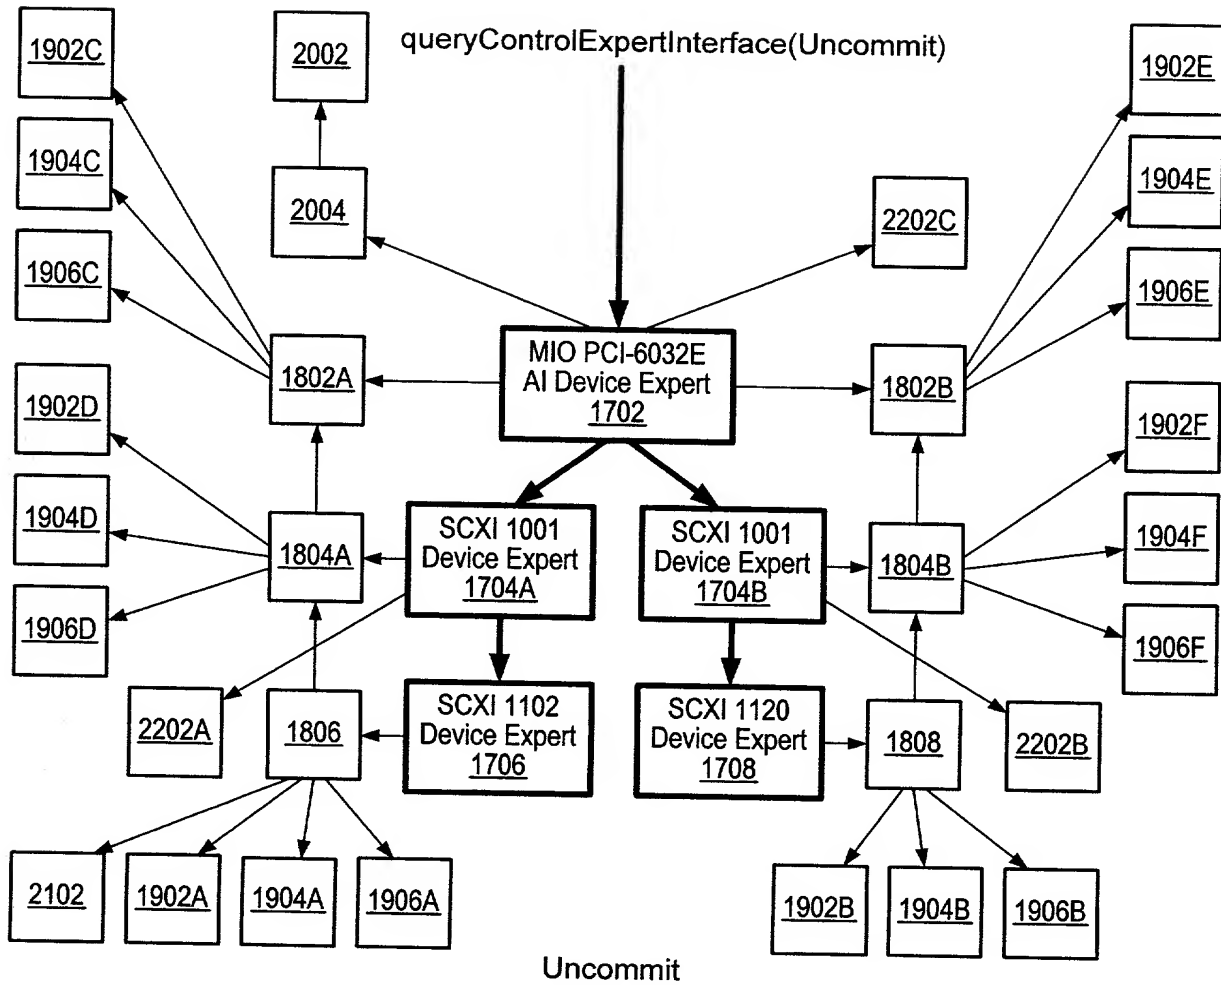 queryControlExpertInterface(Uncommit)
1902C
2002
1902E
1904C
2004
1904E
2202C
1906C
1906E
MIO PCI-6032E
AI Device Expert
1702
1802A
1802B
1902D
1902F
1904D
SCXI 1001
Device Expert
1704A
SCXI 1001
Device Expert
1704B
1804A
1804B
1904F
1906D
1906F
2202A
1806
SCXI 1102
Device Expert
1706
SCXI 1120
Device Expert
1708
1808
2202B
2102
1902A
1904A
1906A
1902B
1904B
1906B
Uncommit